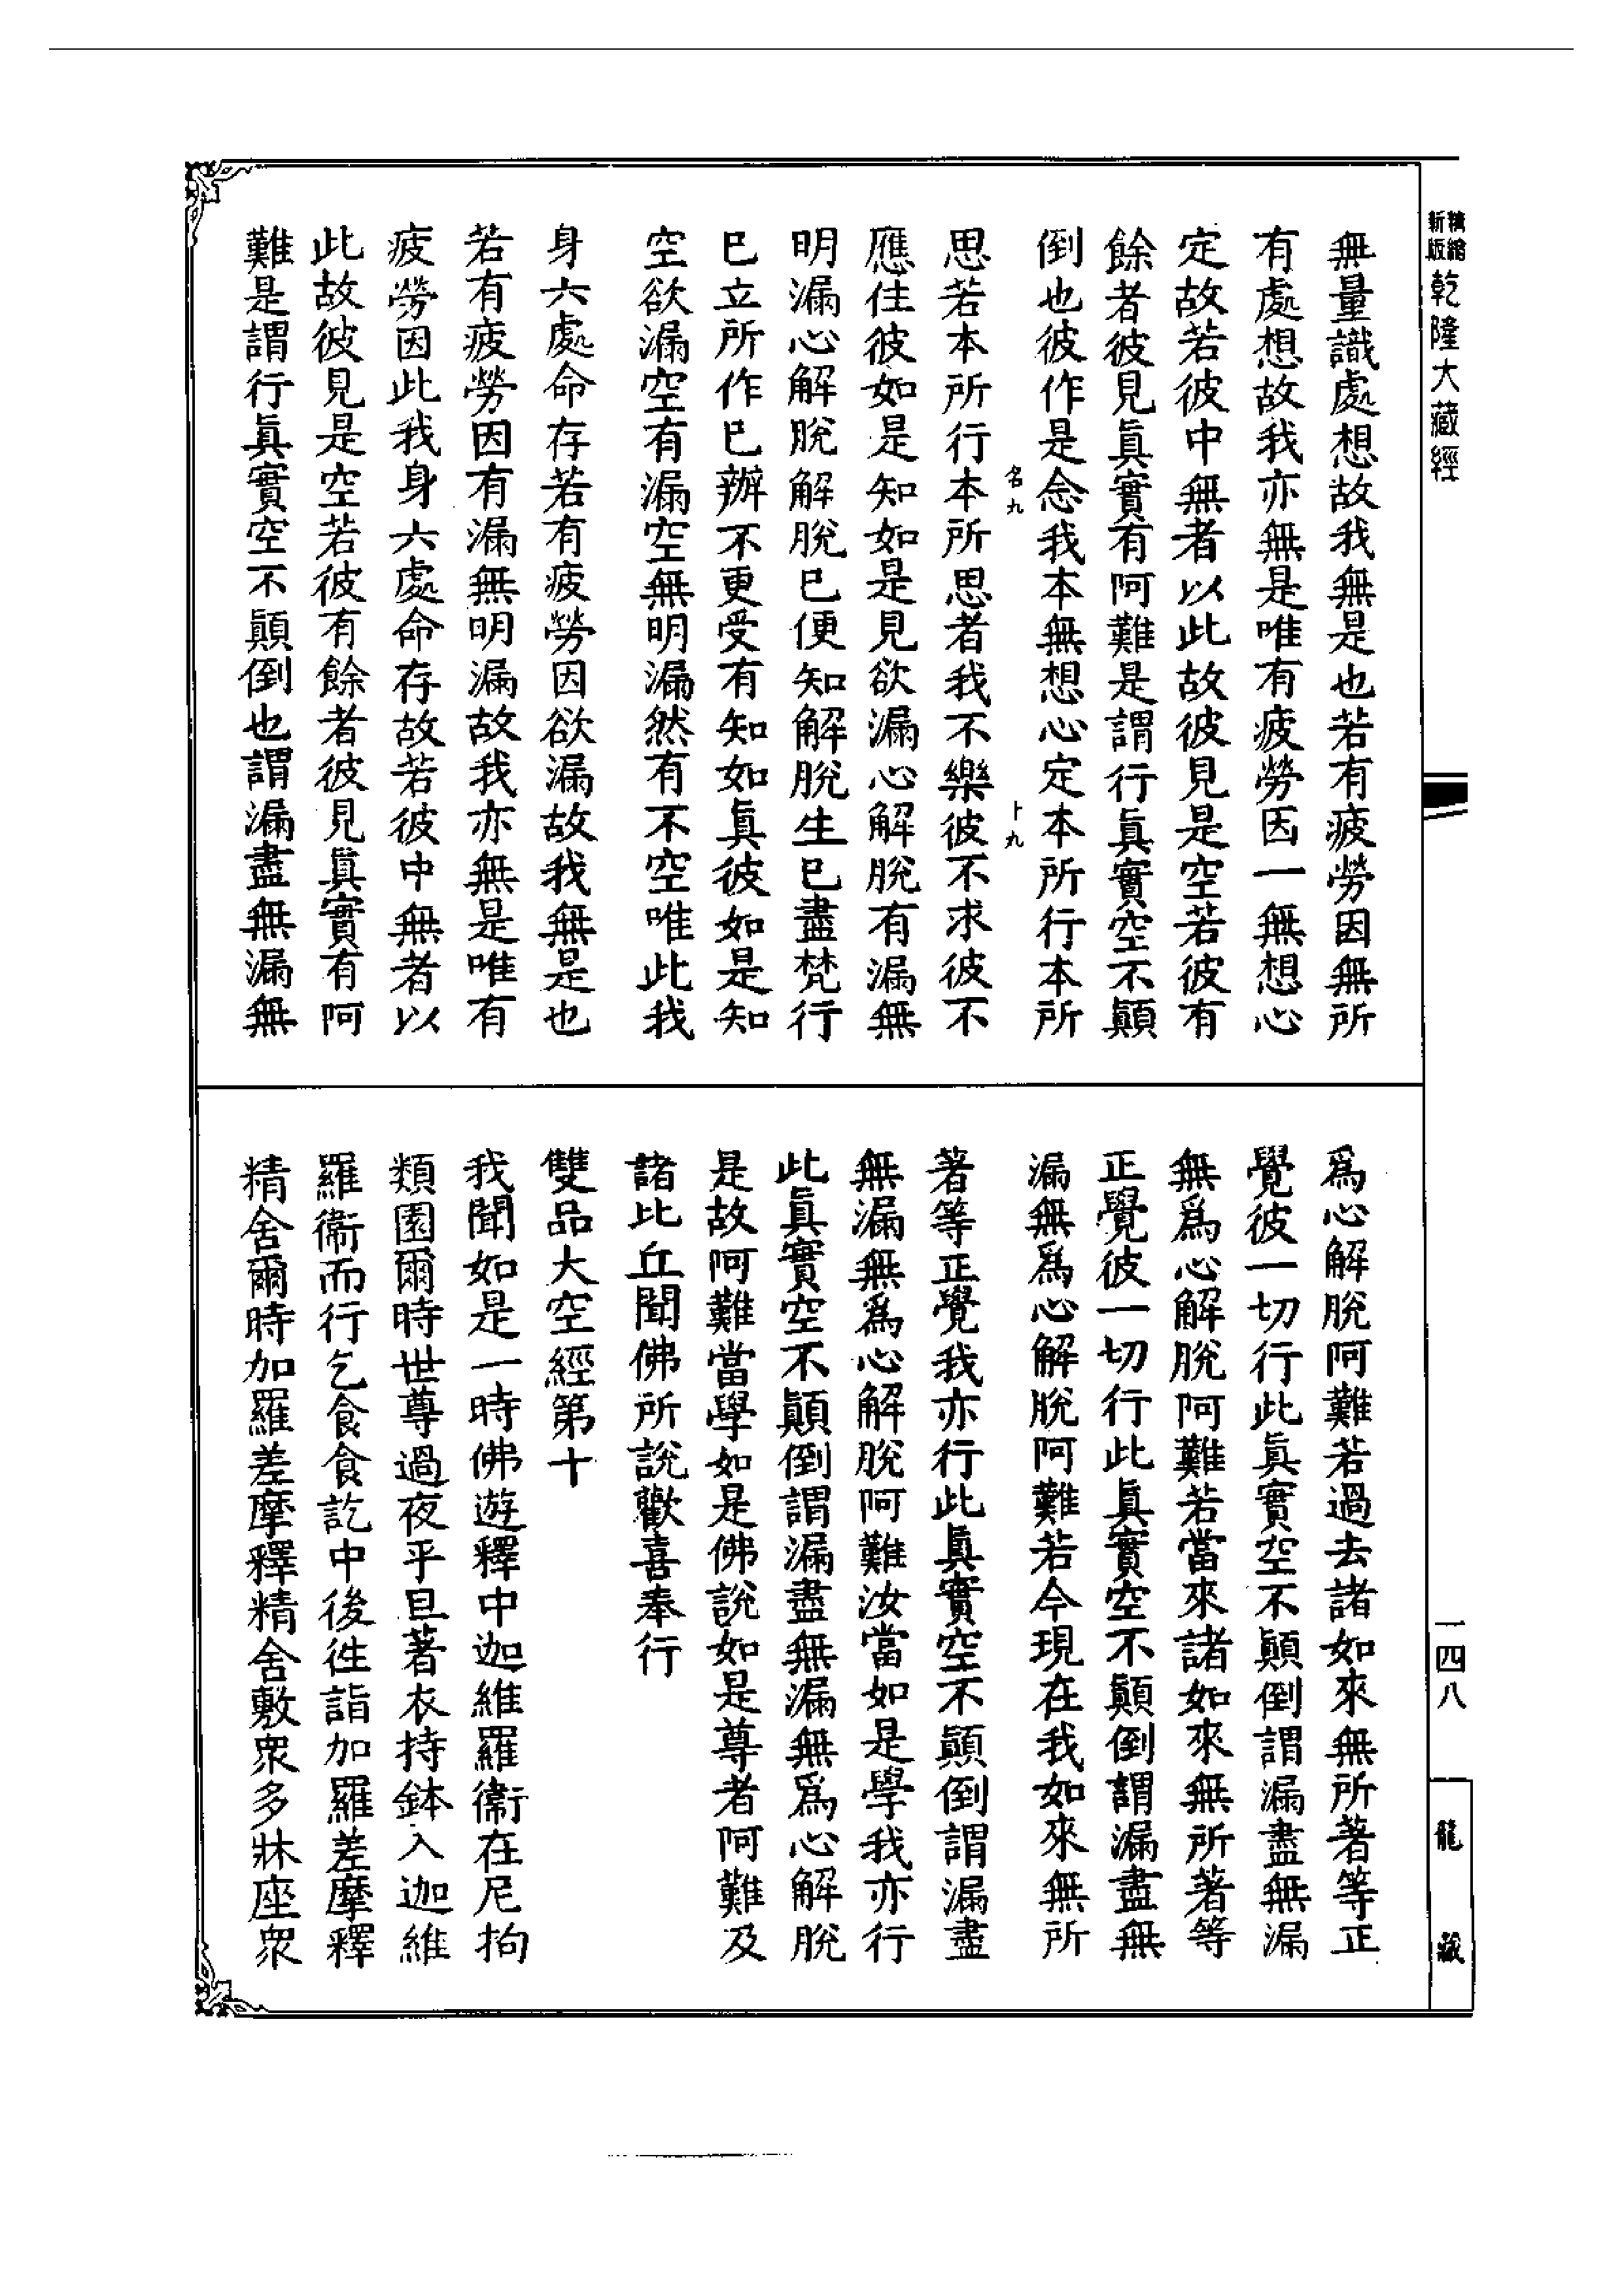 精縮新版
乾隆大藏經
一四八
龍藏
無量識處想故我無是也若有疲勞因無所
有處想故我亦無是唯有疲勞因一無想心
定故若彼中無者以此故彼見是空若彼有
餘者彼見眞實有阿難是謂行眞實空不顚
倒也彼作是念我本無想心定本所行本所
名九
十九
思若本所行本所思者我不樂彼不求彼不
應住彼如是知如是見欲漏心解脫有漏無
明漏心解脫解脫已便知解脫生已盡梵行
已立所作已辦不更受有知如眞彼如是知
空欲漏空有漏空無明漏然有不空唯此我
身六處命存若有疲勞因欲漏故我無是也
若有疲勞因有漏無明漏故我亦無是唯有
疲勞因此我身六處命存故若彼中無者以
此故彼見是空若彼有餘者彼見眞實有阿
難是謂行眞實空不顚倒也謂漏盡無漏無
爲心解脫阿難若過去諸如來無所著等正
覺彼一切行此眞實空不顚倒謂漏盡無漏
無爲心解脫阿難若當來諸如來無所著等
正覺彼一切行此眞實空不顚倒謂漏盡無
漏無爲心解脫阿難若今現在我如來無所
著等正覺我亦行此眞實空不顚倒謂漏盡
無漏無爲心解脫阿難汝當如是學我亦行
此眞實空不顚倒謂漏盡無漏無爲心解脫
是故阿難當學如是佛說如是尊者阿難及
諸比丘聞佛所說歡喜奉行
雙品大空經第十
我聞如是一時佛遊釋中迦維羅衞在尼拘
類園爾時世尊過夜平旦著衣持鉢入迦維
羅衞而行乞食食訖中後往詣加羅差摩釋
精舍爾時加羅差摩釋精舍敷衆多牀座衆